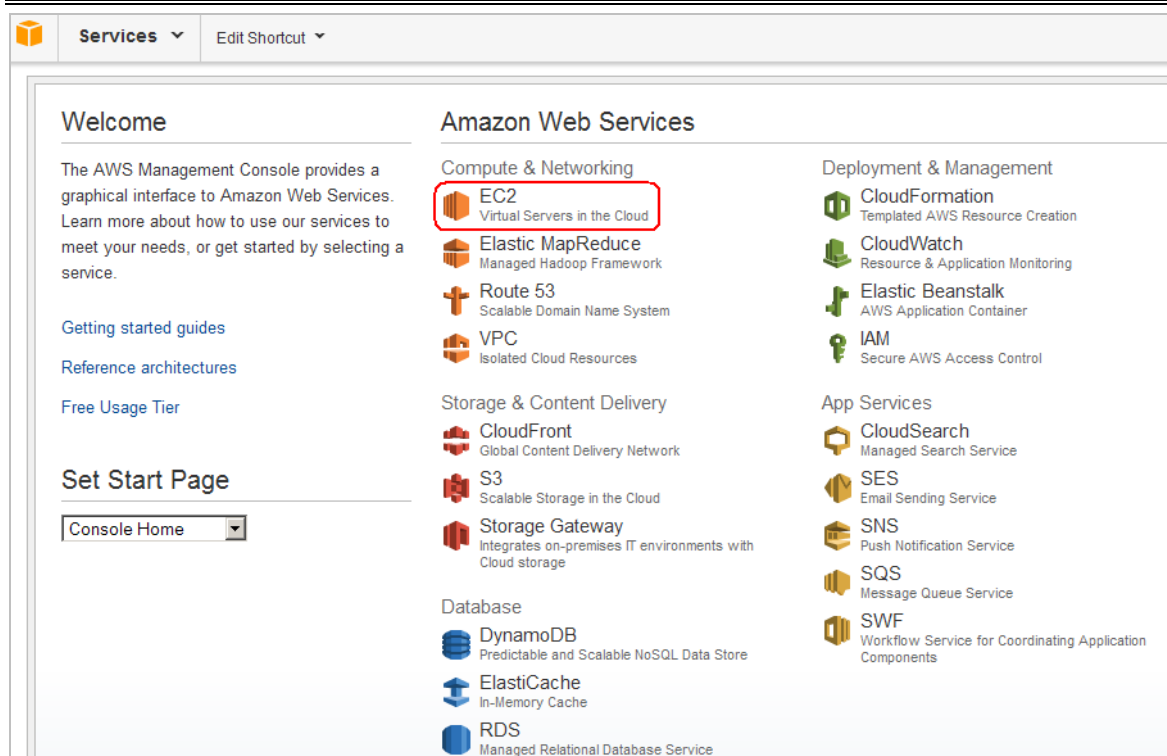 Services
Edit Shortcut
Welcome
The AWS Management Console provides a
graphical interface to Amazon Web Services.
Learn more about how to use our services to
meet your needs, or get started by selecting a
service.
Getting started guides
Reference architectures
Free Usage Tier
Set Start Page
Console Home
Amazon Web Services
Compute & Networking
EC2
Virtual Servers in the Cloud
Elastic MapReduce
Managed Hadoop Framework
Route 53
Scalable Domain Name System
VPC
Isolated Cloud Resources
Storage & Content Delivery
CloudFront
Global Content Delivery Network
S3
Scalable Storage in the Cloud
Storage Gateway
Integrates on-premises IT environments with
Cloud storage
Database
DynamoDB
Predictable and Scalable NoSQL Data Store
ElastiCache
In-Memory Cache
RDS
Managed Relational Database Service
Deployment & Management
CloudFormation
Templated AWS Resource Creation
CloudWatch
Resource & Application Monitoring
Elastic Beanstalk
AWS Application Container
IAM
Secure AWS Access Control
App Services
CloudSearch
Managed Search Service
SES
Email Sending Service
SNS
Push Notification Service
SQS
Message Queue Service
SWF
Workflow Service for Coordinating Application
Components